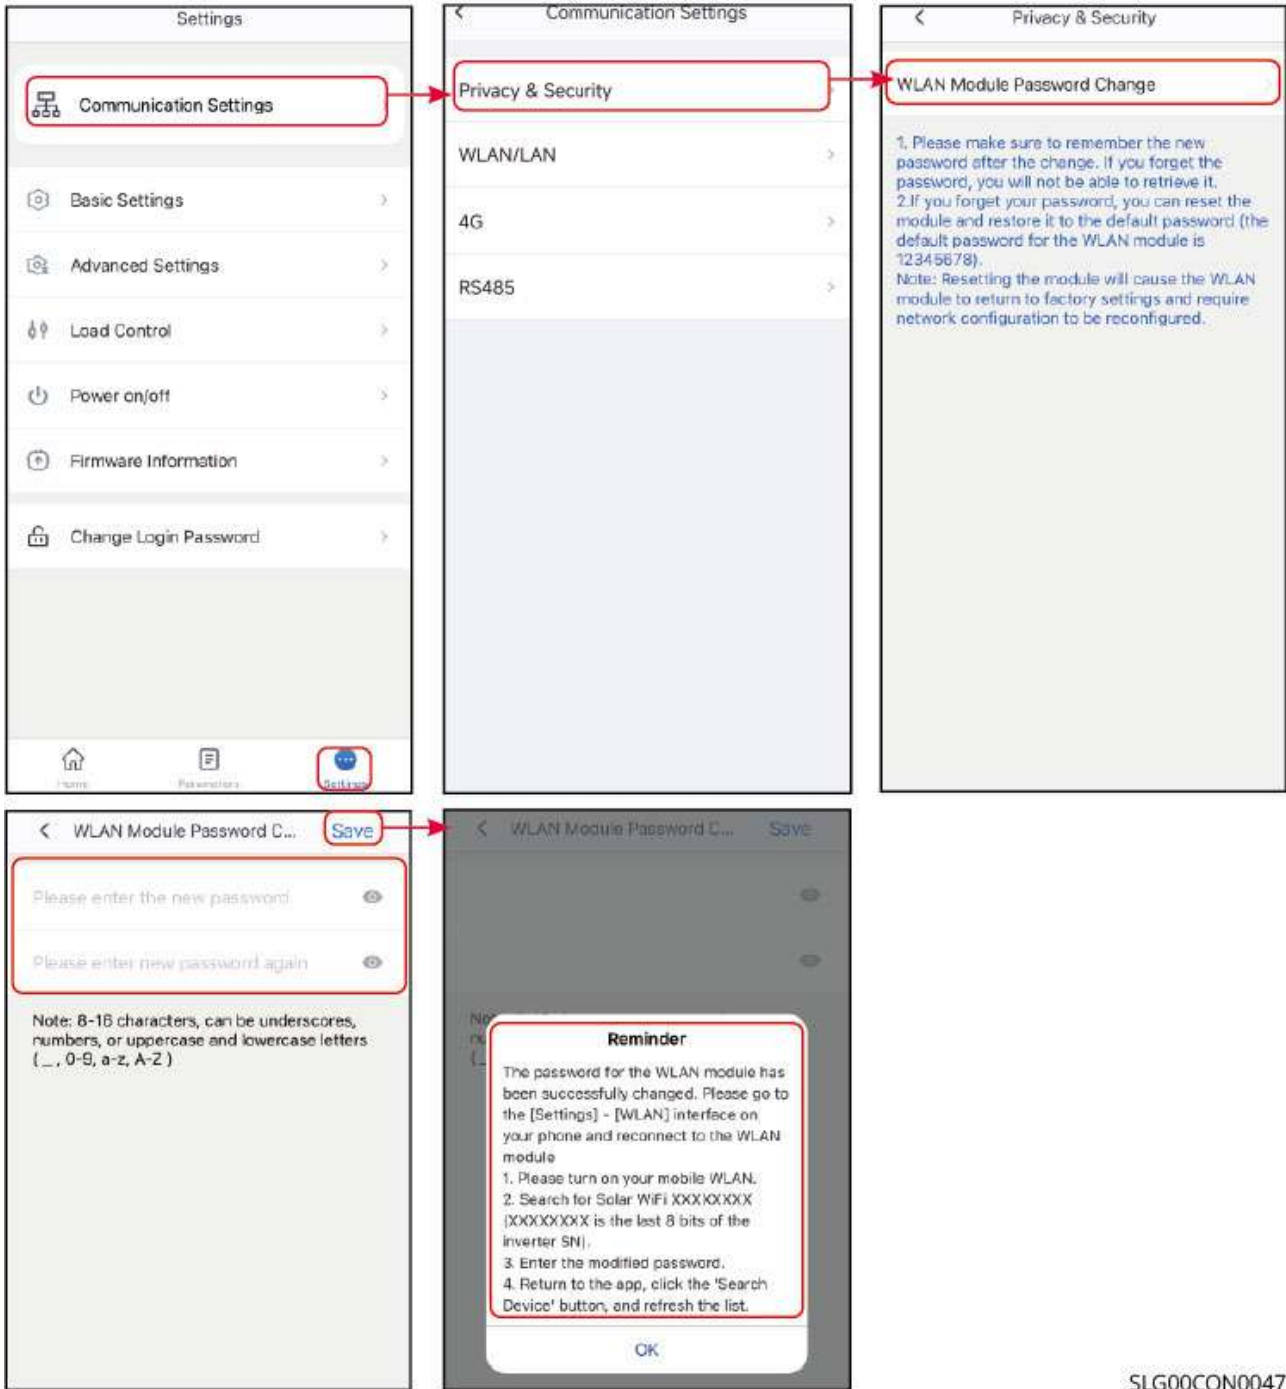 Settings
Communication Settings
Basic Settings
Advanced Settings
Load Control
Power on/off
Firmware Information
Change Login Password
Home
Parameters
Settings
Communication Settings
Privacy & Security
WLAN/LAN
4G
RS485
Privacy & Security
WLAN Module Password Change
1. Please make sure to remember the new
password after the change. If you forget the
password, you will not be able to retrieve it.
2.If you forget your password, you can reset the
module and restore it to the default password (the
default password for the WLAN module is
12345678).
Note: Resetting the module will cause the WLAN
module to return to factory settings and require
network configuration to be reconfigured.
WLAN Module Password C... Save
Please enter the new password
Please enter new password again
Note: 8-16 characters, can be underscores,
numbers, or uppercase and lowercase letters
( _ , 0-9, a-z, A-Z )
WLAN Module Password C... Save
Reminder
The password for the WLAN module has
been successfully changed. Please go to
the [Settings] - [WLAN] interface on
your phone and reconnect to the WLAN
module
1. Please turn on your mobile WLAN.
2. Search for Solar WiFi XXXXXXXX
(XXXXXXXX is the last 8 bits of the
inverter SN).
3. Enter the modified password.
4. Return to the app, click the 'Search
Device' button, and refresh the list.
OK
SLG00CON0047